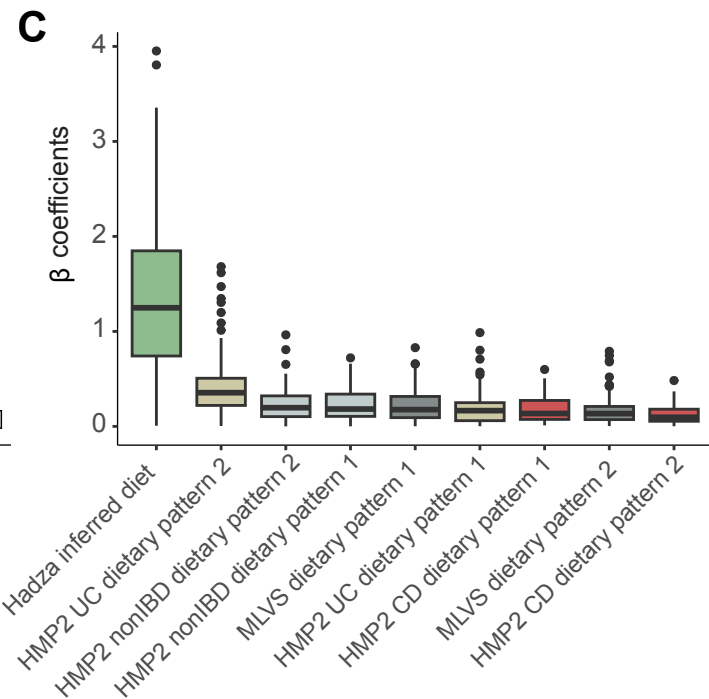 C
β coefficients
4
3
2
1
0
Hadza inferred diet
HMP2 UC dietary pattern 2
HMP2 nonIBD dietary pattern 2
HMP2 nonIBD dietary pattern 1
MLVS dietary pattern 1
HMP2 UC dietary pattern 1
HMP2 CD dietary pattern 1
MLVS dietary pattern 2
HMP2 CD dietary pattern 2